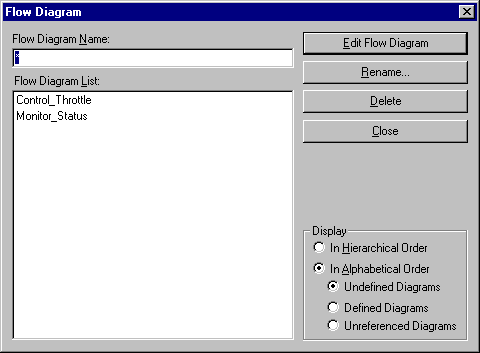 Flow Diagram
Flow Diagram Name:
*
Edit Flow Diagram
Rename...
Flow Diagram List:
Control_Throttle
Monitor_Status
Delete
Close
Display
In Hierarchical Order
In Alphabetical Order
Undefined Diagrams
Defined Diagrams
Unreferenced Diagrams